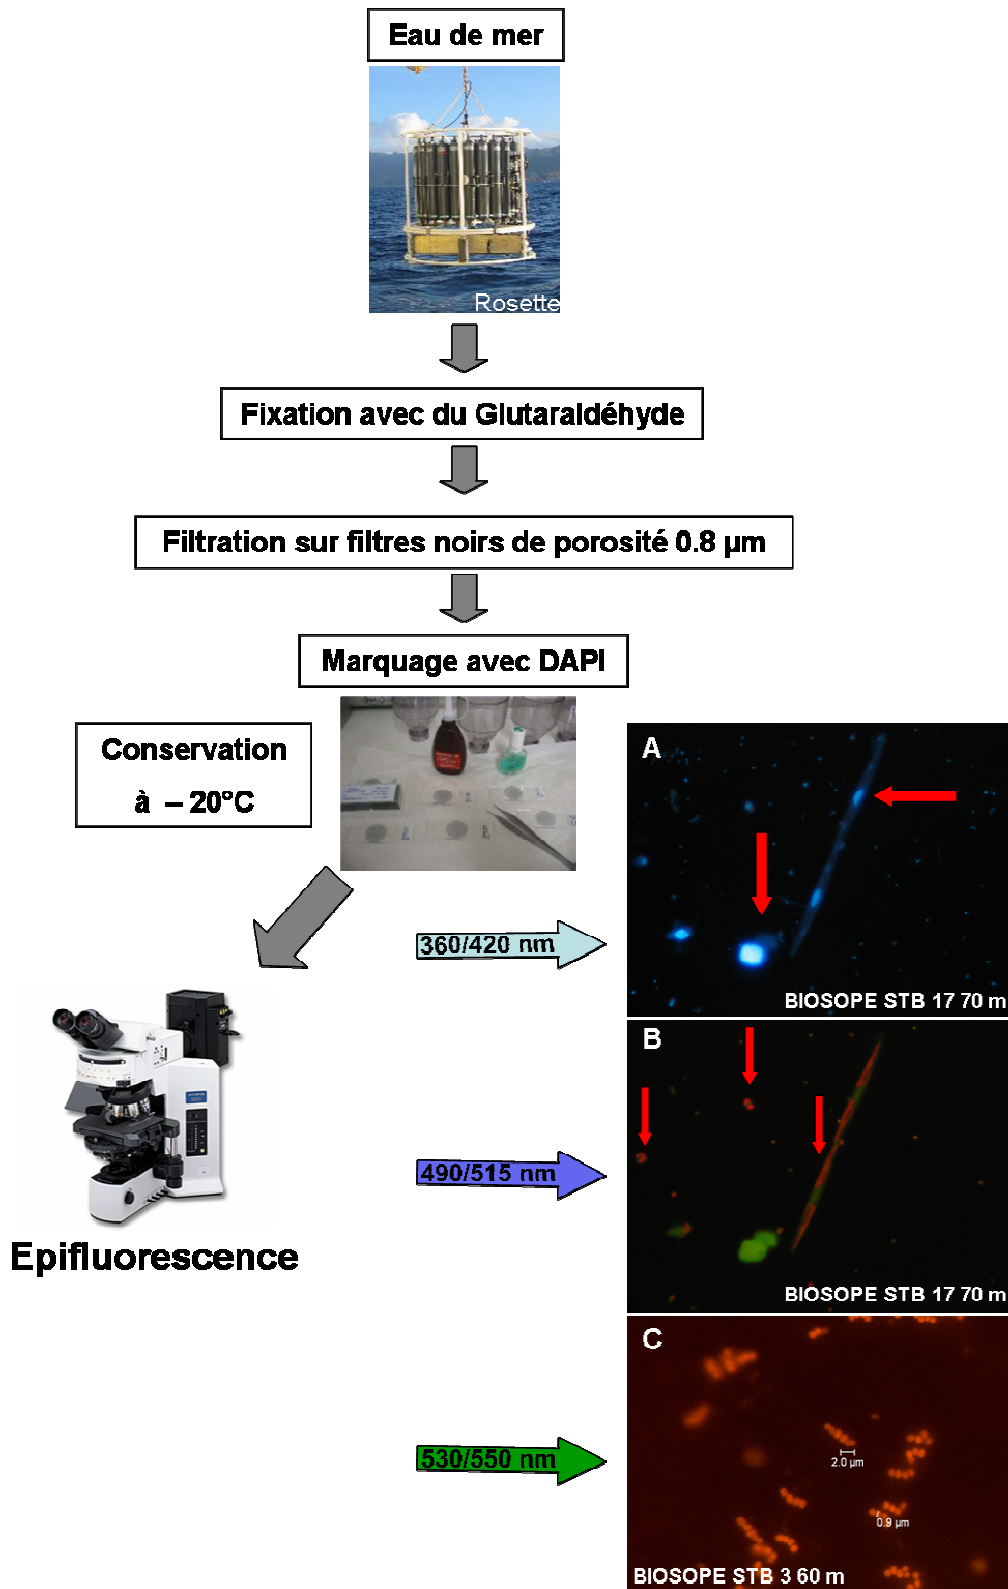 Eau de mer
Rosette
Fixation avec du Glutaraldéhyde
Filtration sur filtres noirs de porosité 0.8 µm
Marquage avec DAPI
Conservation
à – 20°C
A
360/420 nm
BIOSOPE STB 17 70 m
B
490/515 nm
BIOSOPE STB 17 70 m
Epifluorescence
C
530/550 nm
2.0 µm
0.9 µm
BIOSOPE STB 3 60 m